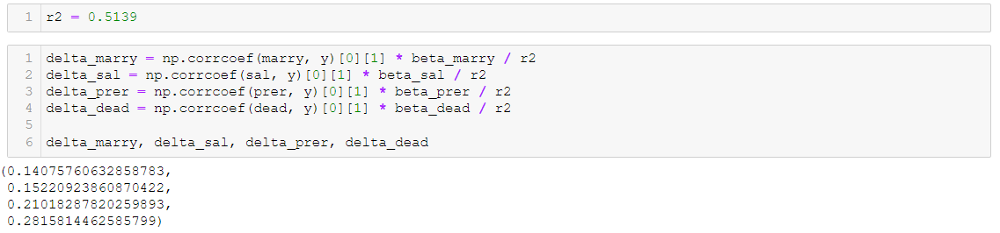 1 r2 = 0.5139
1 delta_marry = np.corrcoef(marry, y)[0][1] * beta_marry / r2
2 delta_sal = np.corrcoef(sal, y)[0][1] * beta_sal / r2
3 delta_prer = np.corrcoef(prer, y)[0][1] * beta_prer / r2
4 delta_dead = np.corrcoef(dead, y)[0][1] * beta_dead / r2
5
6 delta_marry, delta_sal, delta_prer, delta_dead
(0.14075760632858783,
0.15220923860870422,
0.21018287820259893,
0.2815814462585799)